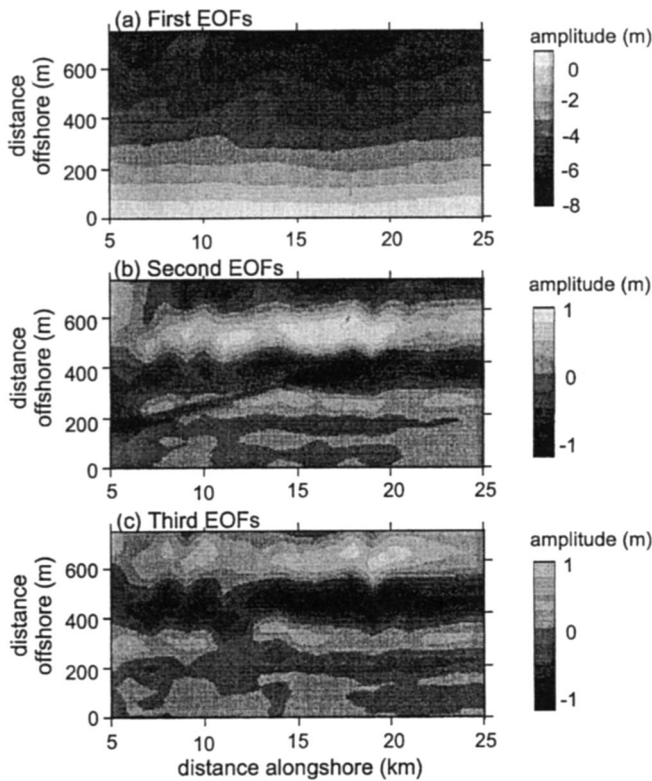 (a) First EOFs
amplitude (m)
distance
offshore (m)
600
400
200
0
5 10 15 20 25
0
-2
-4
-6
-8
(b) Second EOFs
amplitude (m)
distance
offshore (m)
600
400
200
0
5 10 15 20 25
1
0
-1
(c) Third EOFs
amplitude (m)
distance
offshore (m)
600
400
200
0
5 10 15 20 25
1
0
-1
distance alongshore (km)